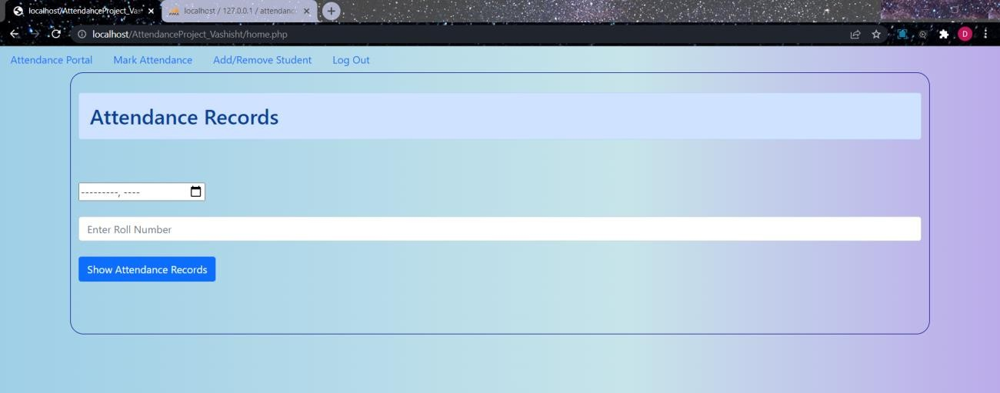 localhost/AttendanceProject_Vas
localhost / 127.0.0.1 / attendanc
localhost/AttendanceProject_Vashisht/home.php
D
Attendance Portal Mark Attendance Add/Remove Student Log Out
Attendance Records
---------, ----
Enter Roll Number
Show Attendance Records